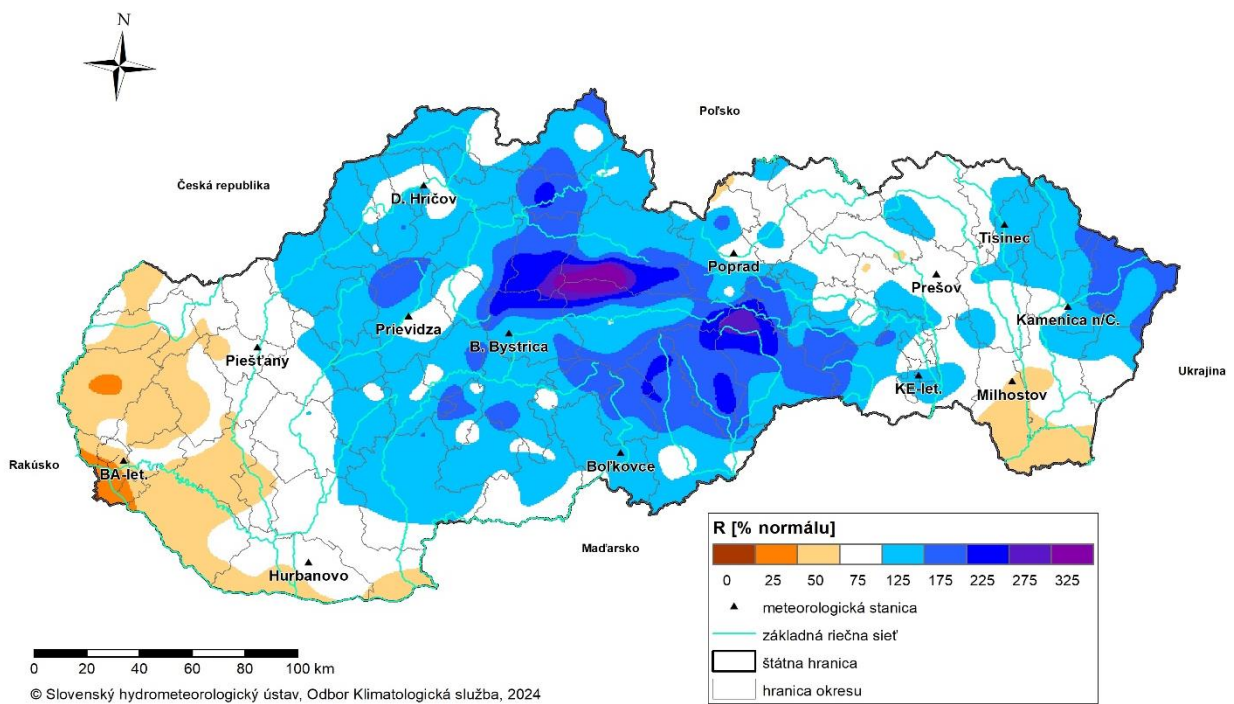 N
Poľsko
Česká republika
D. Hričov
Tisinec
Poprad
Prešov
Kamenica n/C.
Prievidza
B. Bystrica
Piešťany
Ukrajina
KE-let.
Milhostov
Rakúsko
BA-let.
Boľkovce
Maďarsko
Hurbanovo
R [% normálu]
0 25 50 75 125 175 225 275 325
meteorologická stanica
základná riečna sieť
štátna hranica
hranica okresu
0 20 40 60 80 100 km
© Slovenský hydrometeorologický ústav, Odbor Klimatologická služba, 2024